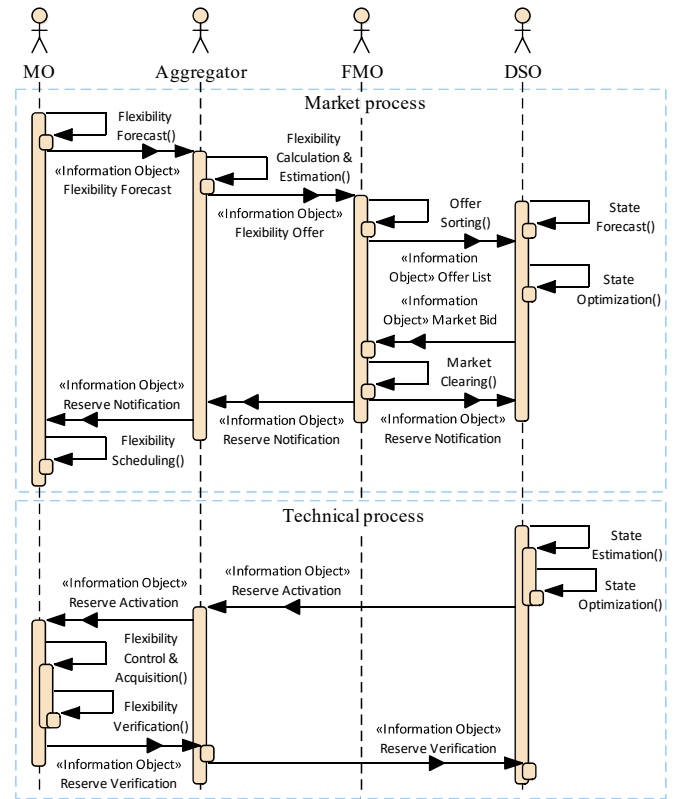 MO
Aggregator
FMO
DSO
Market process
Flexibility
Forecast()
«Information Object»
Flexibility Forecast
Flexibility
Calculation &
Estimation()
«Information Object»
Flexibility Offer
Offer
Sorting()
State
Forecast()
«Information
Object» Offer List
State
Optimization()
«Information
Object» Market Bid
Market
Clearing()
«Information Object»
Reserve Notification
«Information Object»
Reserve Notification
«Information Object»
Reserve Notification
Flexibility
Scheduling()
Technical process
State
Estimation()
State
Optimization()
«Information Object»
Reserve Activation
«Information Object»
Reserve Activation
Flexibility
Control &
Acquisition()
Flexibility
Verification()
«Information Object»
Reserve Verification
«Information Object»
Reserve Verification